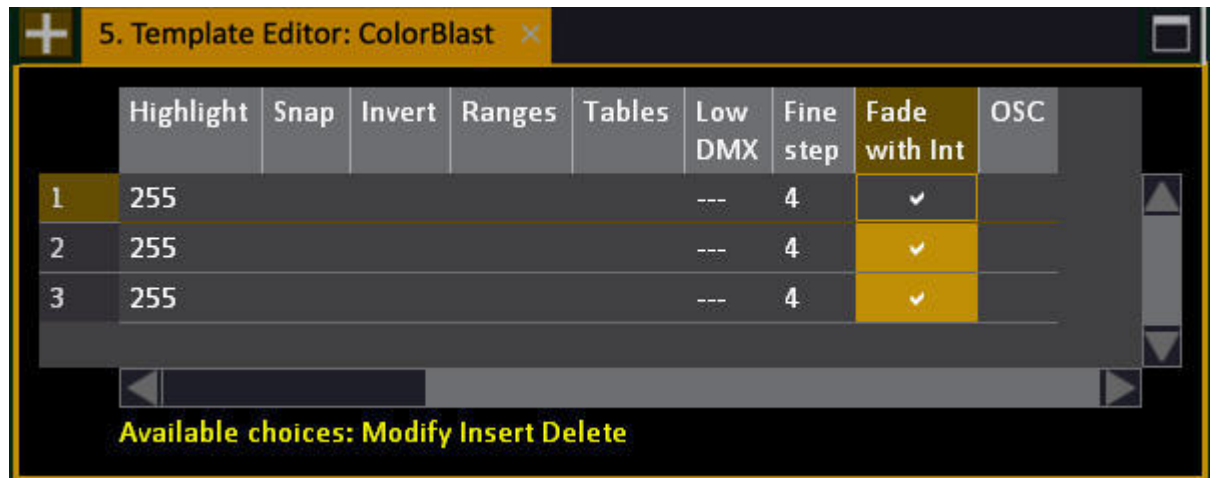 5. Template Editor: ColorBlast
Highlight Snap Invert Ranges Tables Low DMX Fine step Fade with Int OSC
1 255 --- 4 ✓
2 255 --- 4 ✓
3 255 --- 4 ✓
Available choices: Modify Insert Delete